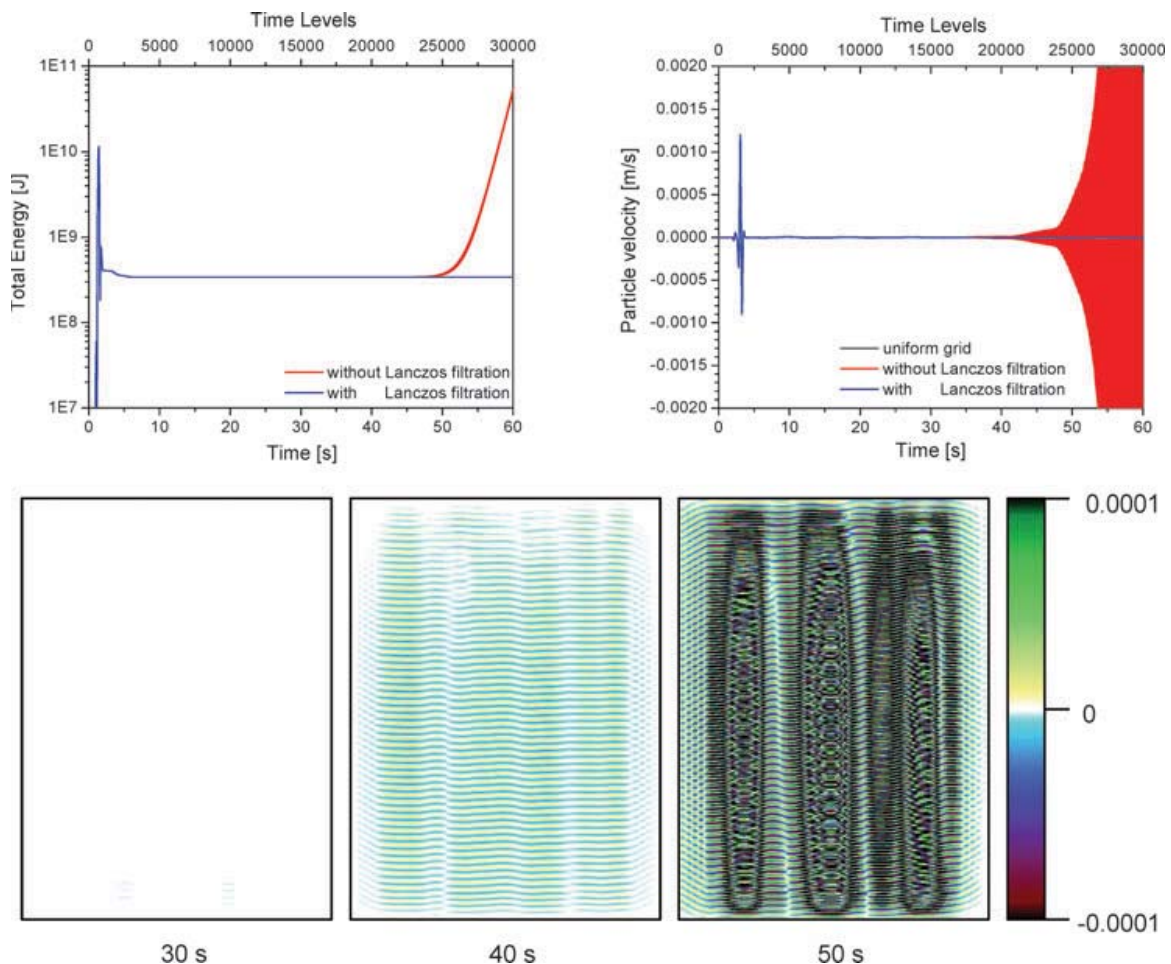 Time Levels
0 5000 10000 15000 20000 25000 30000
1E11
1E10
1E9
1E8
1E7
Total Energy [J]
without Lanczos filtration
with Lanczos filtration
0 10 20 30 40 50 60
Time [s]
Time Levels
0 5000 10000 15000 20000 25000 30000
0.0020
0.0015
0.0010
0.0005
0.0000
-0.0005
-0.0010
-0.0015
-0.0020
Particle velocity [m/s]
uniform grid
without Lanczos filtration
with Lanczos filtration
0 10 20 30 40 50 60
Time [s]
0.0001
0
-0.0001
30 s
40 s
50 s